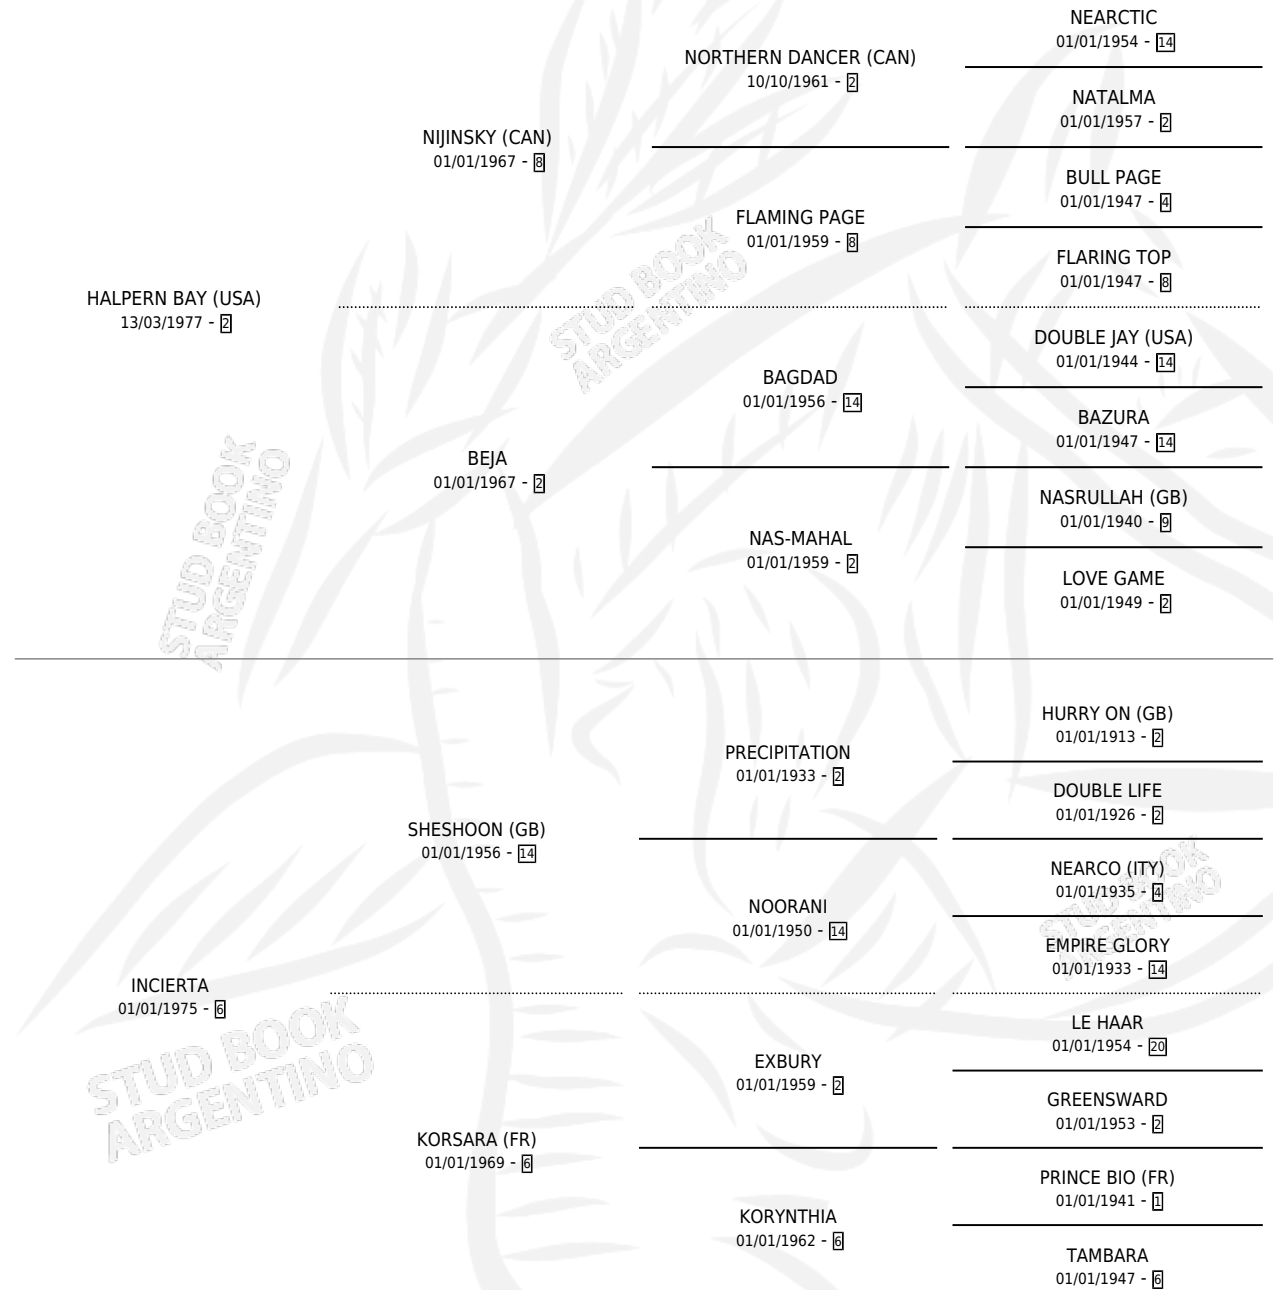 NEARCTIC
01/01/1954 - 14
NORTHERN DANCER (CAN)
10/10/1961 - 2
NATALMA
01/01/1957 - 2
NIJINSKY (CAN)
01/01/1967 - 8
BULL PAGE
01/01/1947 - 4
FLAMING PAGE
01/01/1959 - 8
FLARING TOP
01/01/1947 - 8
HALPERN BAY (USA)
13/03/1977 - 2
STUD BOOK
ARGENTINO
DOUBLE JAY (USA)
01/01/1944 - 14
BAGDAD
01/01/1956 - 14
BAZURA
01/01/1947 - 14
BEJA
01/01/1967 - 2
NASRULLAH (GB)
01/01/1940 - 9
NAS-MAHAL
01/01/1959 - 2
LOVE GAME
01/01/1949 - 2
STUD BOOK
ARGENTINO
HURRY ON (GB)
01/01/1913 - 2
PRECIPITATION
01/01/1933 - 2
DOUBLE LIFE
01/01/1926 - 2
SHESHOON (GB)
01/01/1956 - 14
NEARCO (ITY)
01/01/1935 - 4
NOORANI
01/01/1950 - 14
EMPIRE GLORY
01/01/1933 - 14
STUD BOOK
ARGENTINO
INCIERTA
01/01/1975 - 6
LE HAAR
01/01/1954 - 20
EXBURY
01/01/1959 - 2
GREENSWARD
01/01/1953 - 2
STUD BOOK
ARGENTINO
KORSARA (FR)
01/01/1969 - 6
PRINCE BIO (FR)
01/01/1941 - 1
KORYNTHIA
01/01/1962 - 6
TAMBARA
01/01/1947 - 6